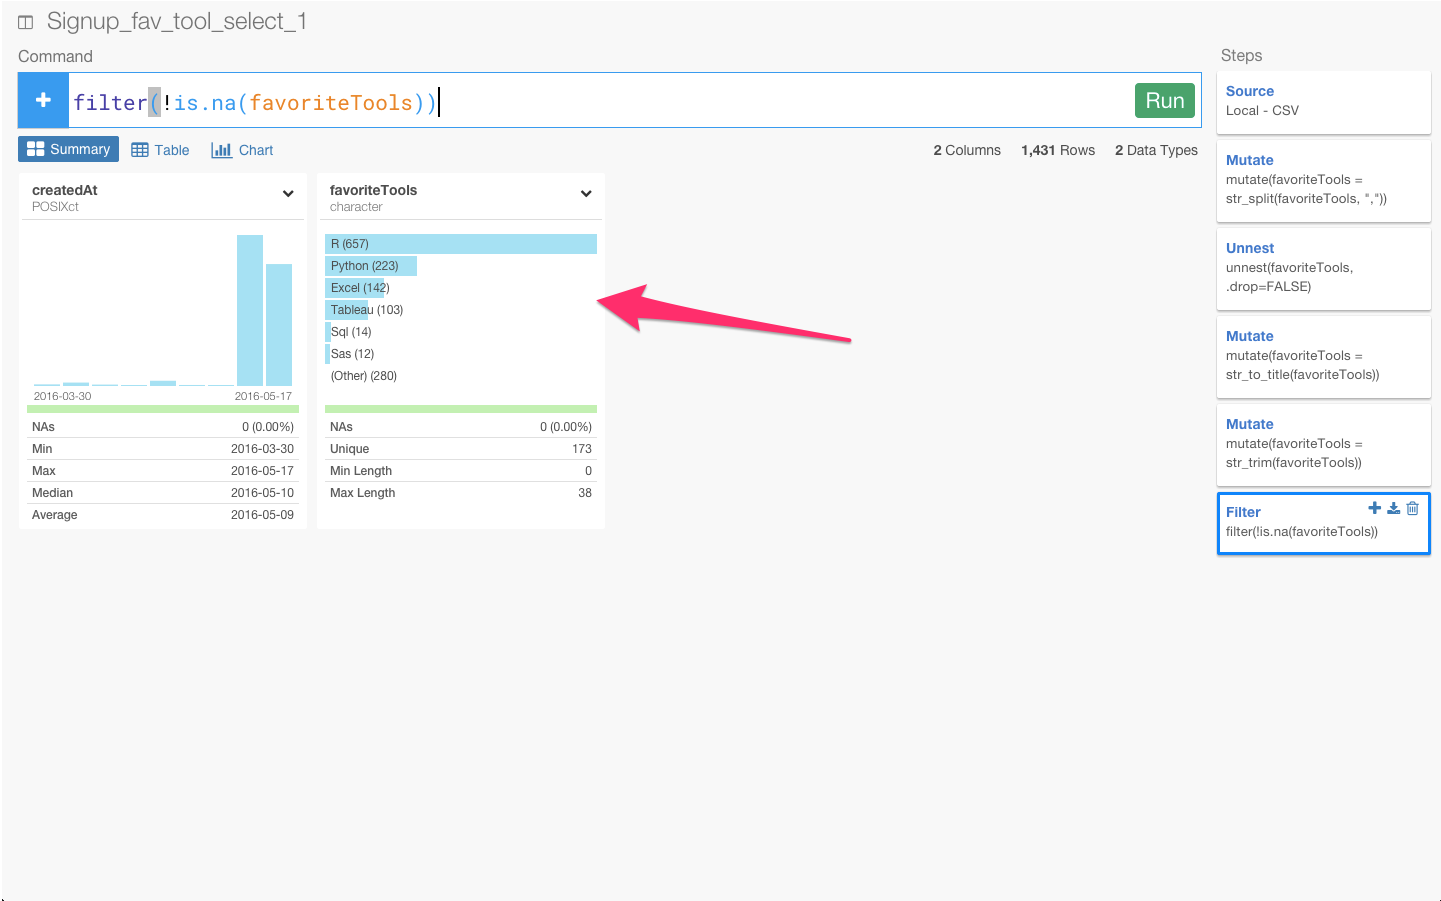 Signup_fav_tool_select_1
Command
filter(!is.na(favoriteTools))
Run
Summary
Table
Chart
2 Columns
1,431 Rows
2 Data Types
createdAt
POSIXct
2016-03-30
2016-05-17
NAs 0 (0.00%)
Min 2016-03-30
Max 2016-05-17
Median 2016-05-10
Average 2016-05-09
favoriteTools
character
R (657)
Python (223)
Excel (142)
Tableau (103)
Sql (14)
Sas (12)
(Other) (280)
NAs 0 (0.00%)
Unique 173
Min Length 0
Max Length 38
Steps
Source
Local - CSV
Mutate
mutate(favoriteTools =
str_split(favoriteTools, ","))
Unnest
unnest(favoriteTools,
.drop=FALSE)
Mutate
mutate(favoriteTools =
str_to_title(favoriteTools))
Mutate
mutate(favoriteTools =
str_trim(favoriteTools))
Filter
filter(!is.na(favoriteTools))